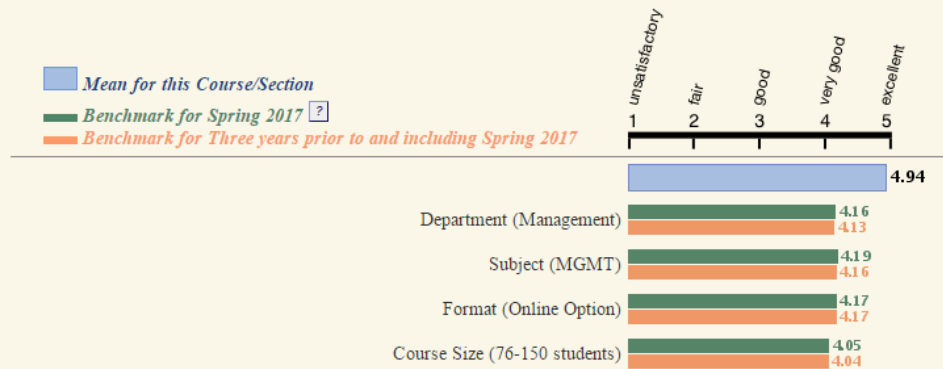 unsatisfactory
fair
good
very good
excellent
Mean for this Course/Section
Benchmark for Spring 2017 ?
Benchmark for Three years prior to and including Spring 2017
1 2 3 4 5
4.94
Department (Management) 4.16
4.13
Subject (MGMT) 4.19
4.16
Format (Online Option) 4.17
4.17
Course Size (76-150 students) 4.05
4.04